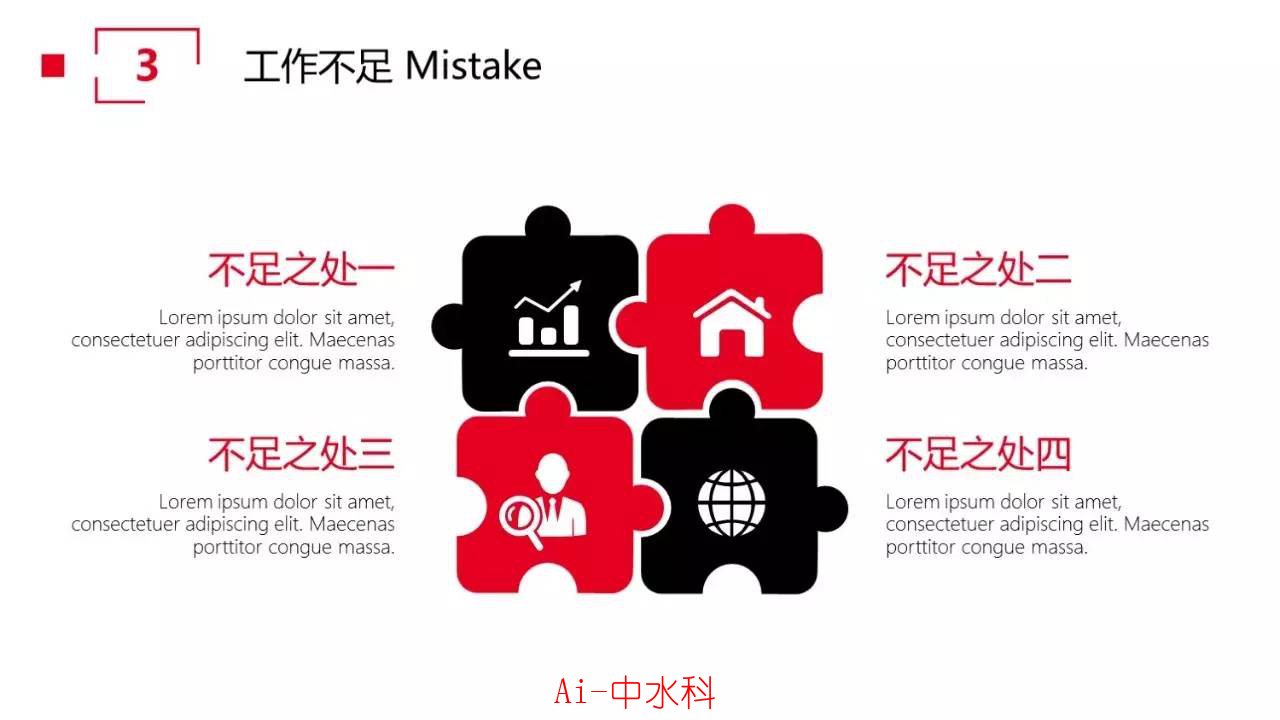 3
工作不足 Mistake
不足之处一
Lorem ipsum dolor sit amet,
consectetuer adipiscing elit. Maecenas
porttitor congue massa.
不足之处二
Lorem ipsum dolor sit amet,
consectetuer adipiscing elit. Maecenas
porttitor congue massa.
不足之处三
Lorem ipsum dolor sit amet,
consectetuer adipiscing elit. Maecenas
porttitor congue massa.
不足之处四
Lorem ipsum dolor sit amet,
consectetuer adipiscing elit. Maecenas
porttitor congue massa.
Ai-中水科